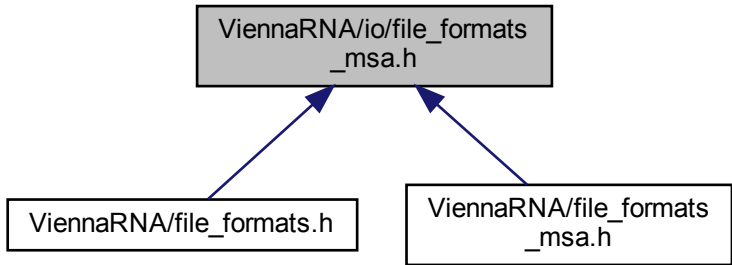 ViennaRNA/io/file_formats
_msa.h
ViennaRNA/file_formats.h
ViennaRNA/file_formats
_msa.h